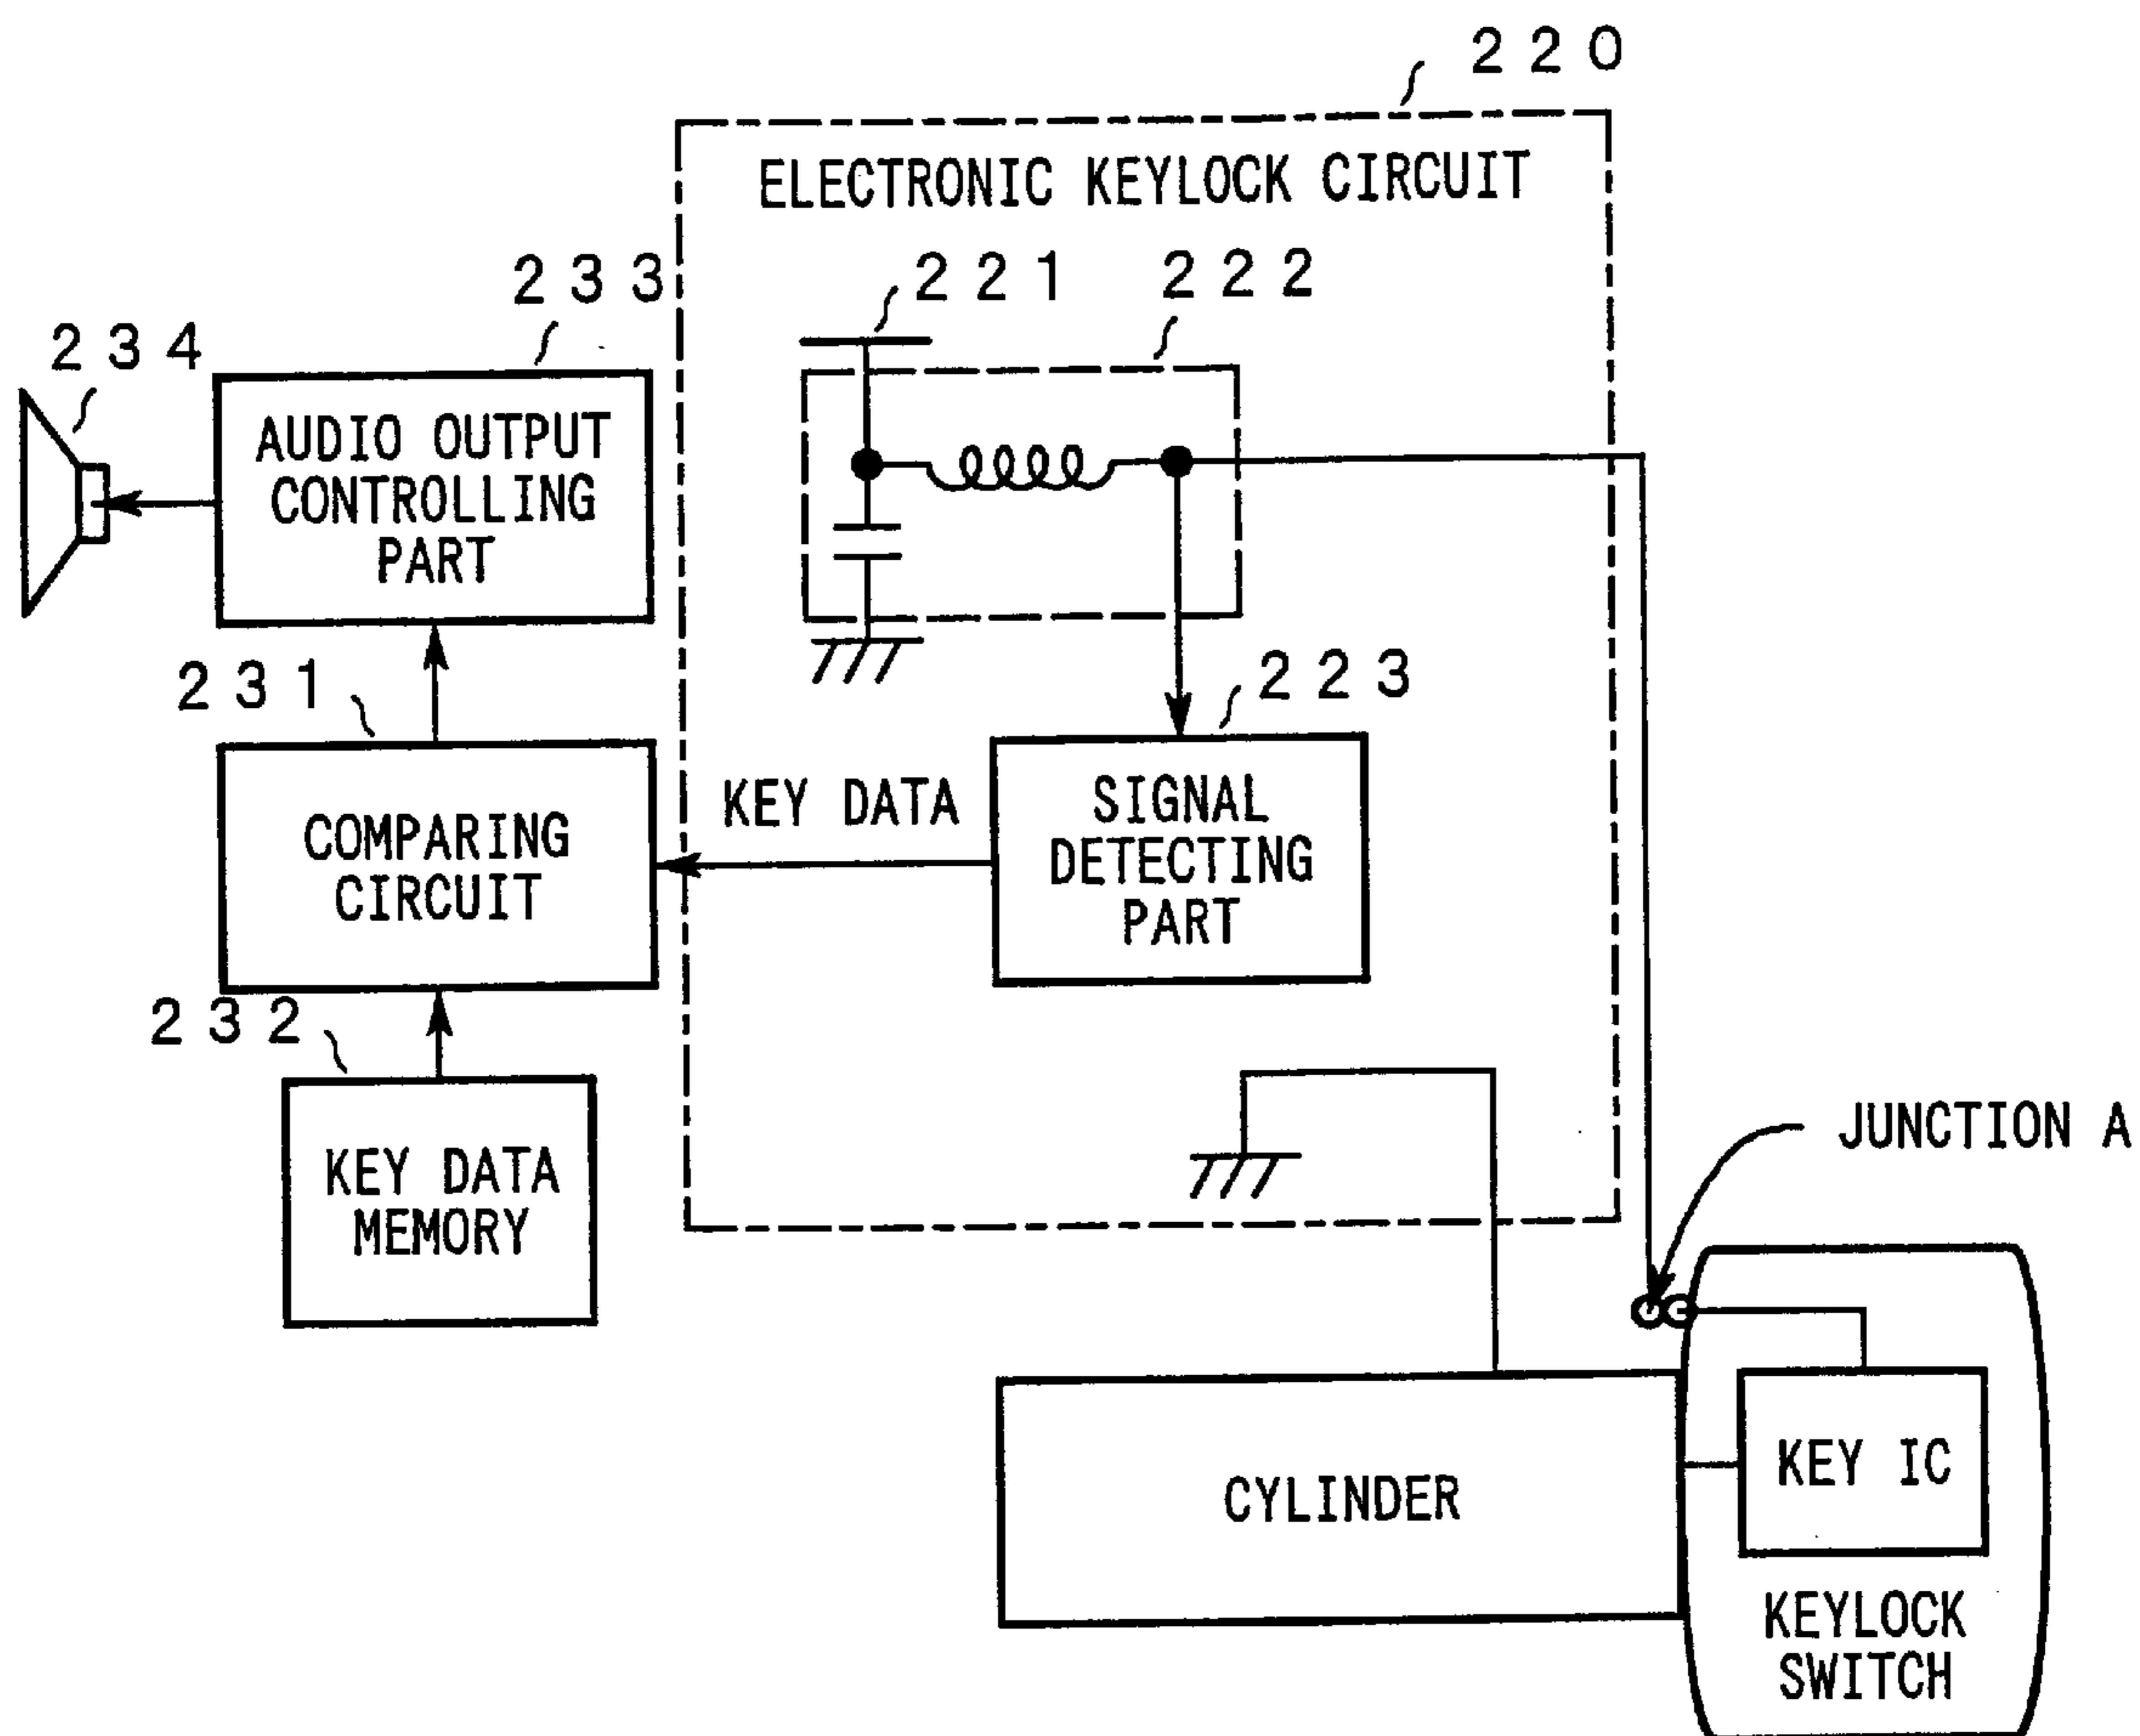 220
ELECTRONIC KEYLOCK CIRCUIT
221
222
233
234
AUDIO OUTPUT
CONTROLLING
PART
231
223
COMPARING
CIRCUIT
KEY DATA
SIGNAL
DETECTING
PART
232
KEY DATA
MEMORY
JUNCTION A
CYLINDER
KEY IC
KEYLOCK
SWITCH